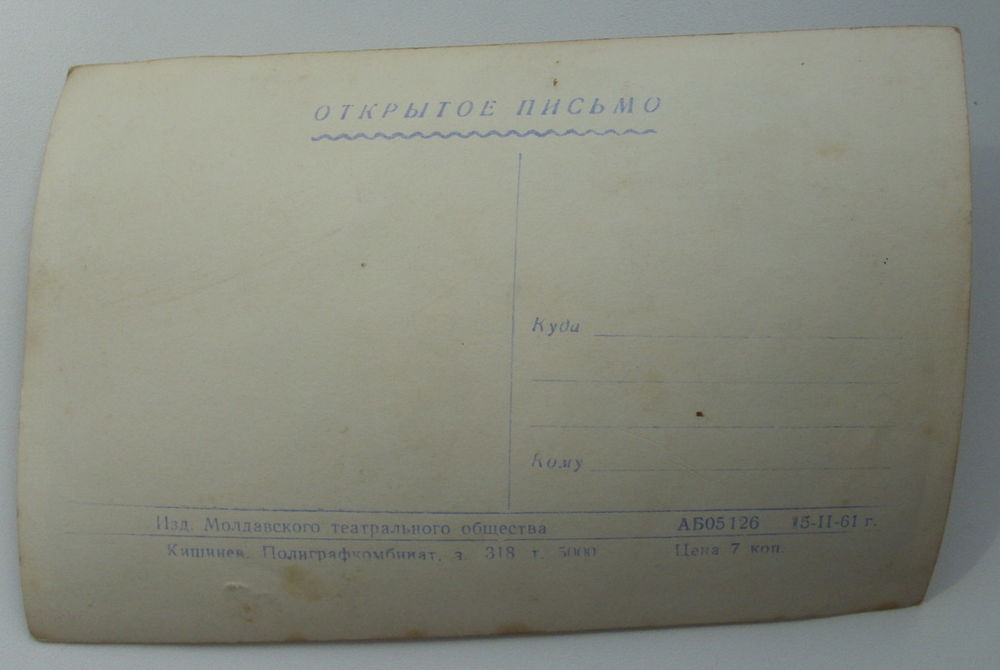 ОТКРЫТОЕ ПИСЬМО
Куда
Кому
Изд. Молдавского театрального общества АБ05126 15-II-61 г.
Кишинев. Полиграфкомбинат, з. 318 т. 5000 Цена 7 коп.